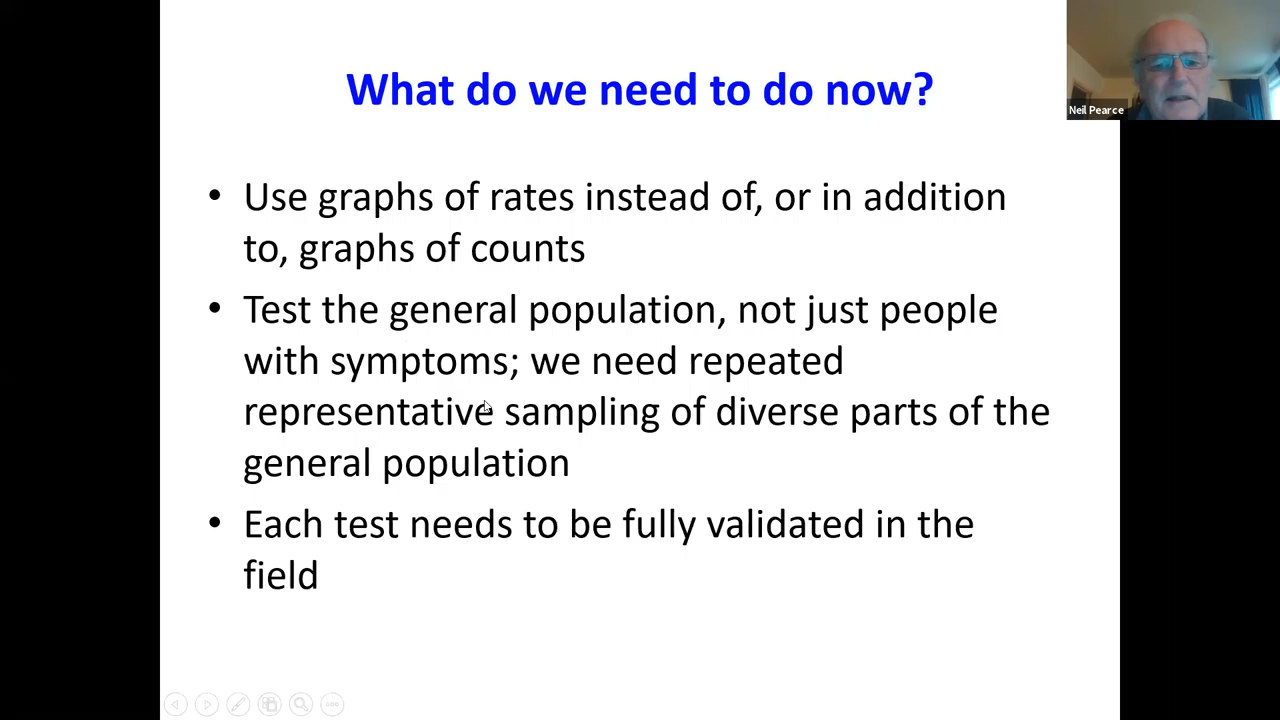 What do we need to do now?
Neil Pearce
• Use graphs of rates instead of, or in addition
to, graphs of counts
• Test the general population, not just people
with symptoms; we need repeated
representative sampling of diverse parts of the
general population
• Each test needs to be fully validated in the
field